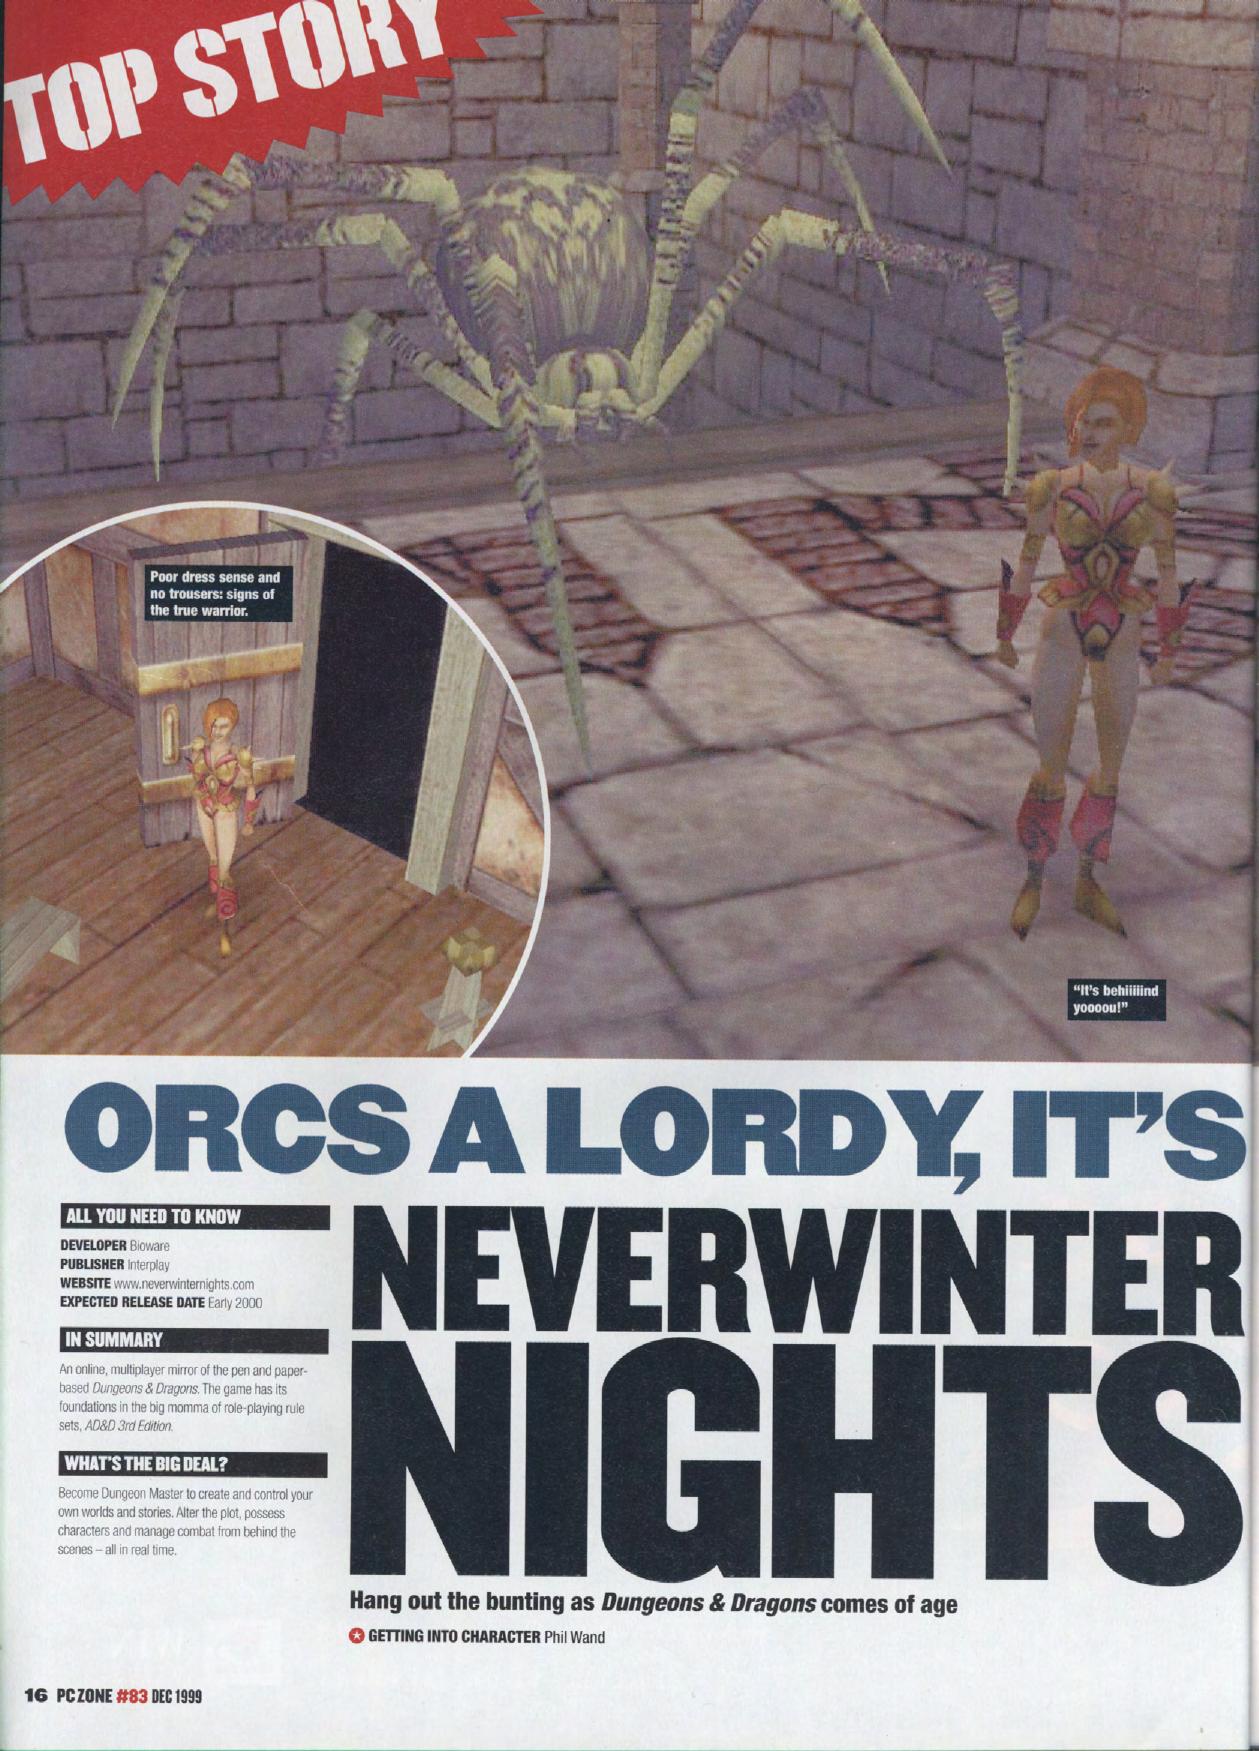 TOP STORY
Poor dress sense and
no trousers: signs of
the true warrior.
“It's behiiiiind
yoooou!”
ORCS A LORDY, IT'S
NEVERWINTER
NIGHTS
ALL YOU NEED TO KNOW
DEVELOPER Bioware
PUBLISHER Interplay
WEBSITE www.neverwinternights.com
EXPECTED RELEASE DATE Early 2000
IN SUMMARY
An online, multiplayer mirror of the pen and paper-
based Dungeons & Dragons. The game has its
foundations in the big momma of role-playing rule
sets, AD&D 3rd Edition.
WHAT'S THE BIG DEAL?
Become Dungeon Master to create and control your
own worlds and stories. Alter the plot, possess
characters and manage combat from behind the
scenes – all in real time.
Hang out the bunting as Dungeons & Dragons comes of age
GETTING INTO CHARACTER Phil Wand
16 PC ZONE #83 DEC 1999